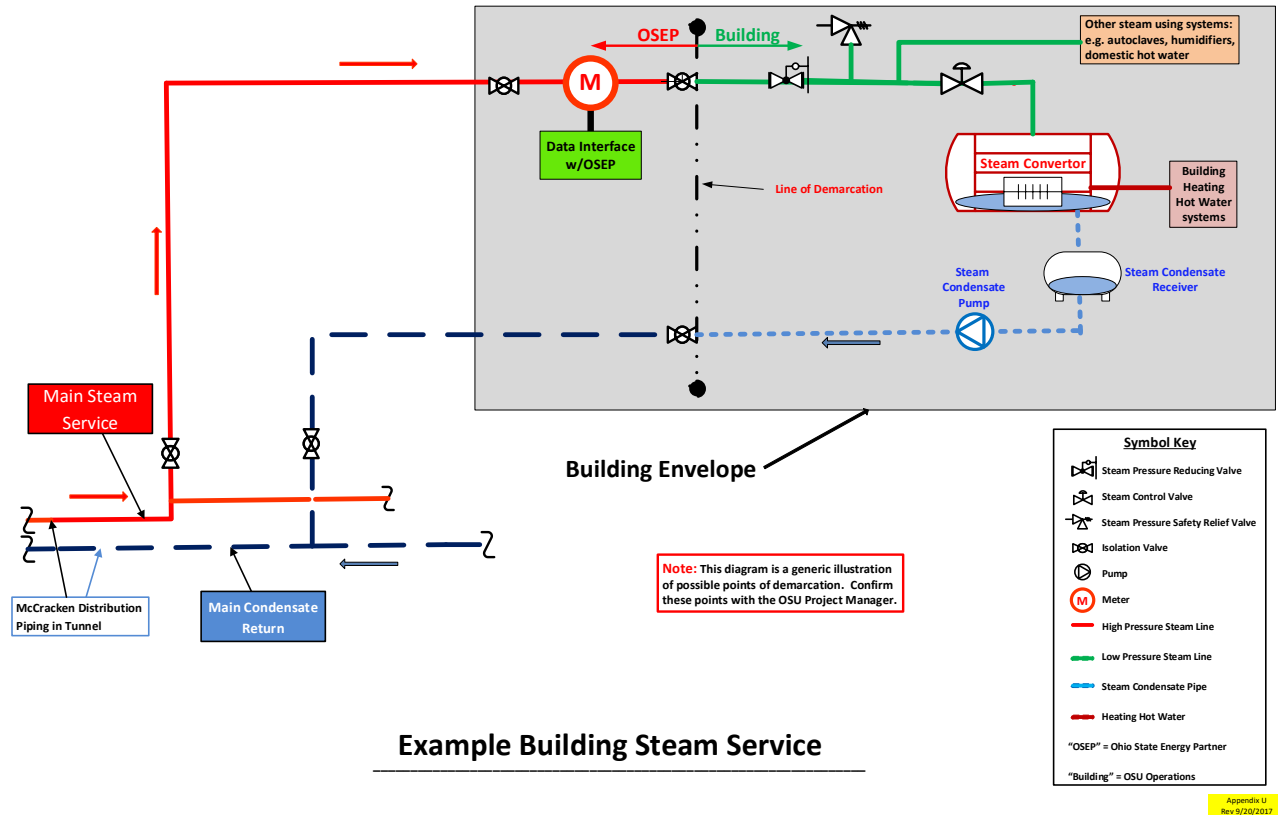 OSEP
Building
Other steam using systems:
e.g. autoclaves, humidifiers,
domestic hot water
M
Data Interface
w/OSEP
Line of Demarcation
Steam Convertor
Building
Heating
Hot Water
systems
Steam
Condensate
Pump
Steam Condensate
Receiver
Main Steam
Service
Building Envelope
McCracken Distribution
Piping in Tunnel
Main Condensate
Return
Note: This diagram is a generic illustration
of possible points of demarcation. Confirm
these points with the OSU Project Manager.
Symbol Key
Steam Pressure Reducing Valve
Steam Control Valve
Steam Pressure Safety Relief Valve
Isolation Valve
Pump
M
Meter
High Pressure Steam Line
Low Pressure Steam Line
Steam Condensate Pipe
Heating Hot Water
“OSEP” = Ohio State Energy Partner
“Building” = OSU Operations
Example Building Steam Service
Appendix U
Rev 9/20/2017